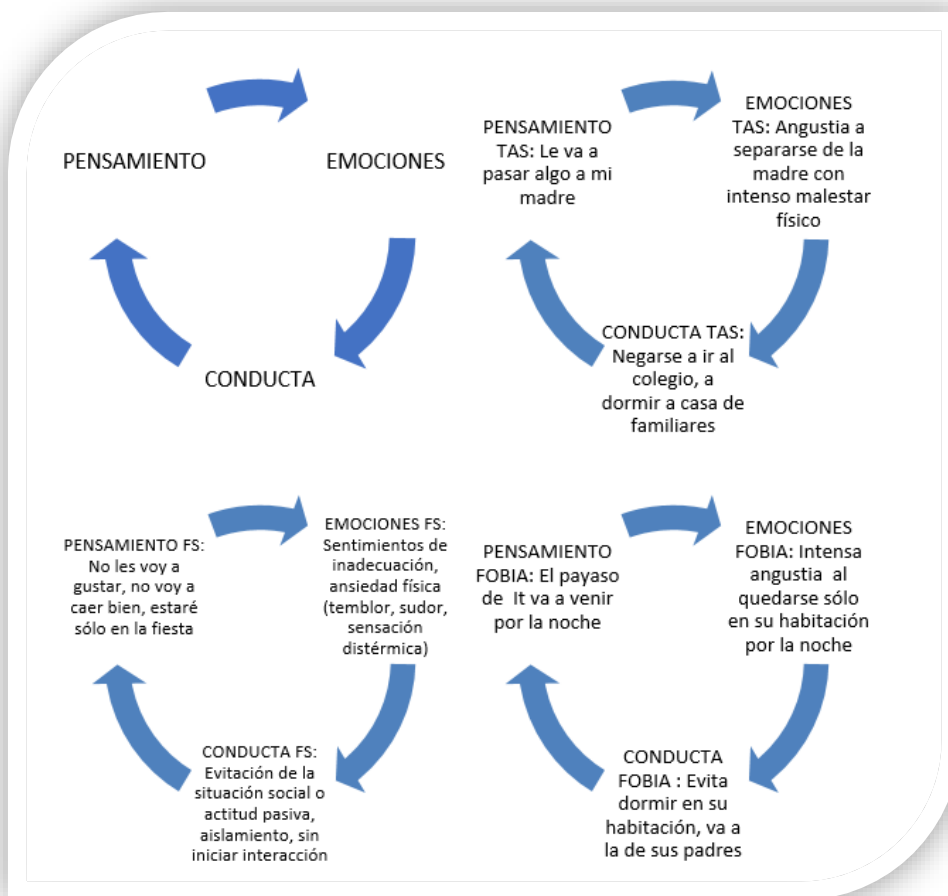 PENSAMIENTO
EMOCIONES
CONDUCTA
PENSAMIENTO
TAS: Le va a
pasar algo a mi
madre
EMOCIONES
TAS: Angustia a
separarse de la
madre con
intenso malestar
físico
CONDUCTA TAS:
Negarse a ir al
colegio, a
dormir a casa de
familiares
PENSAMIENTO FS:
No les voy a
gustar, no voy a
caer bien, estaré
sólo en la fiesta
EMOCIONES FS:
Sentimientos de
inadecuación,
ansiedad física
(temblor, sudor,
sensación
distérmica)
CONDUCTA FS:
Evitación de la
situación social o
actitud pasiva,
aislamiento, sin
iniciar interacción
PENSAMIENTO
FOBIA: El payaso
de It va a venir
por la noche
EMOCIONES
FOBIA: Intensa
angustia al
quedarse sólo
en su habitación
por la noche
CONDUCTA
FOBIA : Evita
dormir en su
habitación, va a
la de sus padres